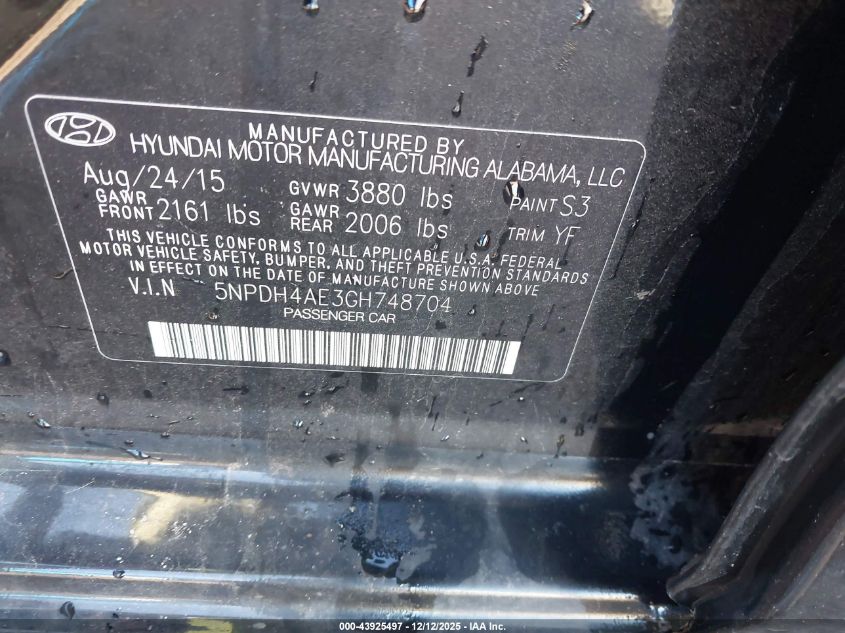 MANUFACTURED BY
HYUNDAI MOTOR MANUFACTURING ALABAMA, LLC
Aug/24/15 GVWR 3880 lbs PAINT S3
GAWR FRONT 2161 lbs GAWR REAR 2006 lbs TRIM YF
THIS VEHICLE CONFORMS TO ALL APPLICABLE U.S.A. FEDERAL
MOTOR VEHICLE SAFETY, BUMPER, AND THEFT PREVENTION STANDARDS
IN EFFECT ON THE DATE OF MANUFACTURE SHOWN ABOVE
V.I.N 5NPDH4AE3GH748704
PASSENGER CAR
000-43925497 - 12/12/2025 - IAA Inc.